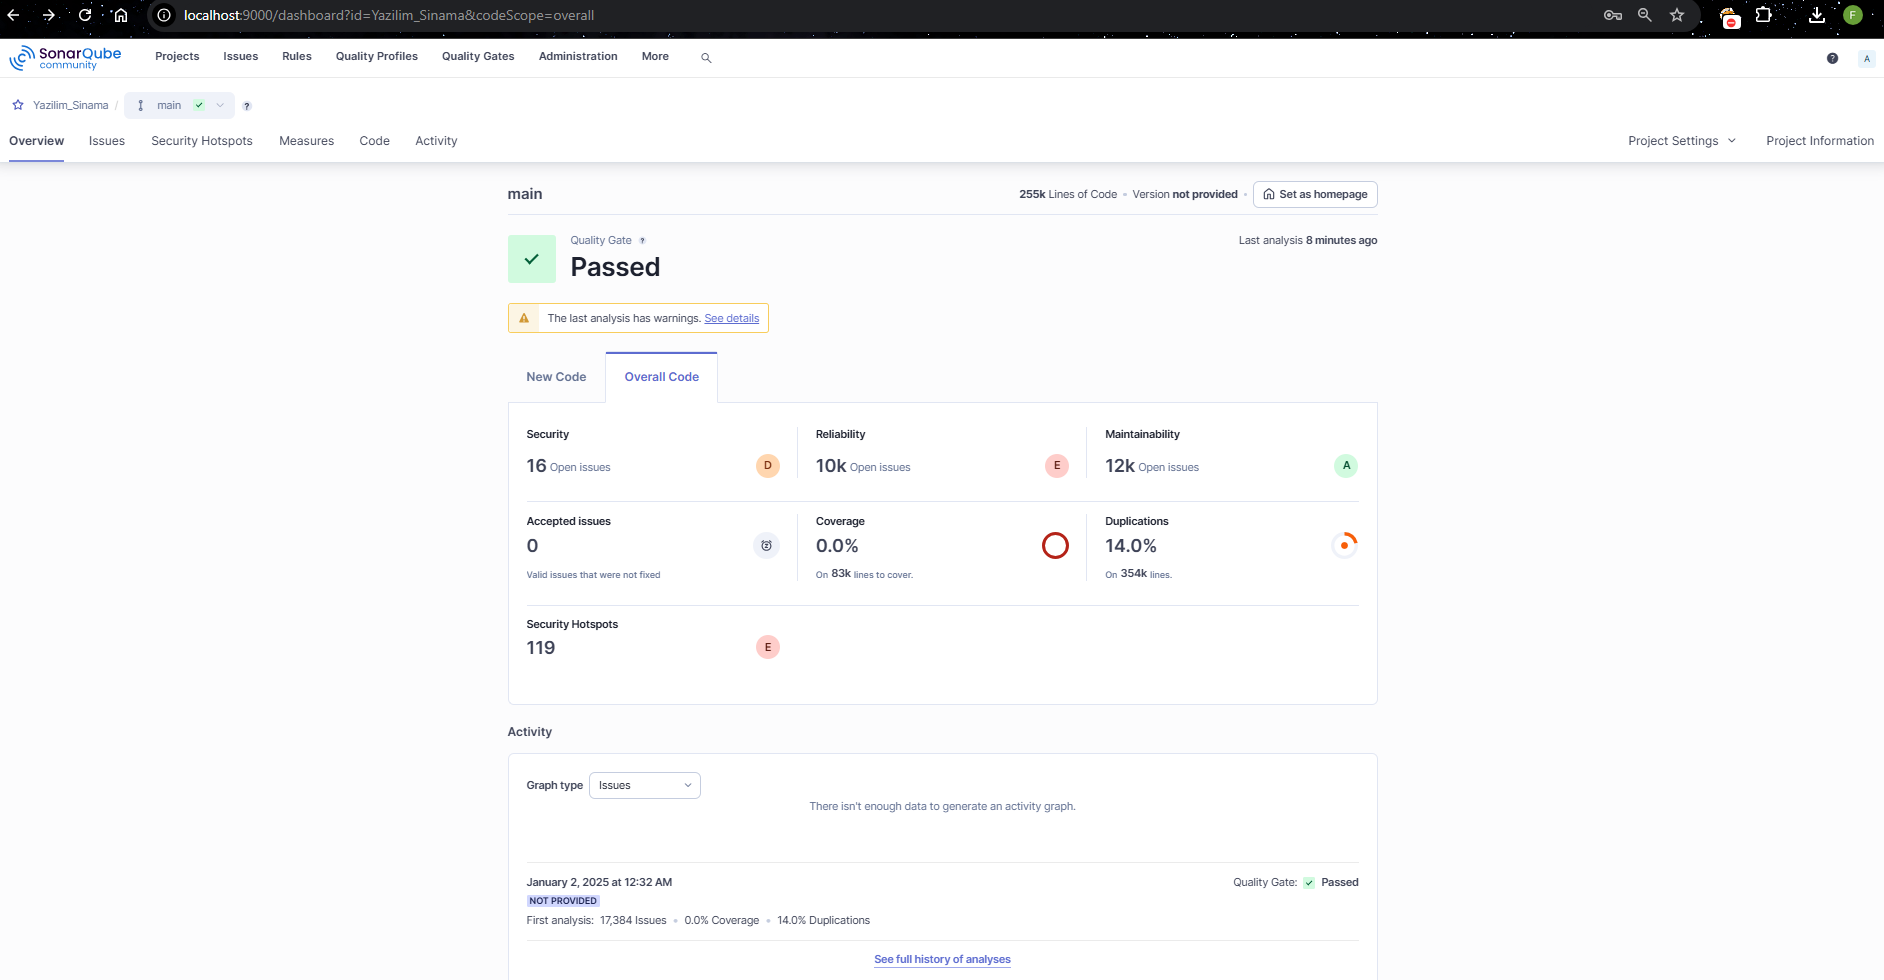 localhost:9000/dashboard?id=Yazilim_Sinama&codeScope=overall
F
SonarQube
community
Projects Issues Rules Quality Profiles Quality Gates Administration More
? A
Yazilim_Sinama / main ?
Overview Issues Security Hotspots Measures Code Activity Project Settings Project Information
main 255k Lines of Code • Version not provided • Set as homepage
Quality Gate ? Last analysis 8 minutes ago
Passed
The last analysis has warnings. See details
New Code Overall Code
Security Reliability Maintainability
16 Open issues D 10k Open issues E 12k Open issues A
Accepted issues Coverage Duplications
0 0.0% 14.0%
Valid issues that were not fixed On 83k lines to cover. On 354k lines.
Security Hotspots
119 E
Activity
Graph type Issues
There isn't enough data to generate an activity graph.
January 2, 2025 at 12:32 AM Quality Gate: Passed
NOT PROVIDED
First analysis: 17,384 Issues • 0.0% Coverage • 14.0% Duplications
See full history of analyses